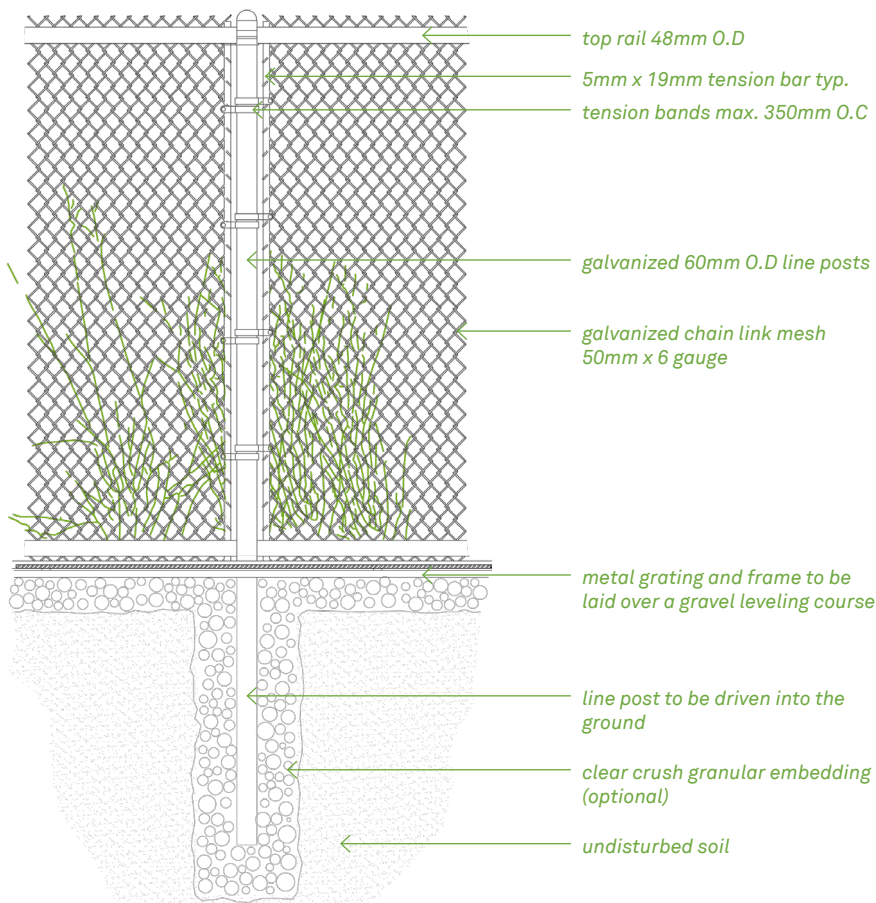 top rail 48mm O.D
5mm x 19mm tension bar typ.
tension bands max. 350mm O.C
galvanized 60mm O.D line posts
galvanized chain link mesh
50mm x 6 gauge
metal grating and frame to be
laid over a gravel leveling course
line post to be driven into the
ground
clear crush granular embedding
(optional)
undisturbed soil